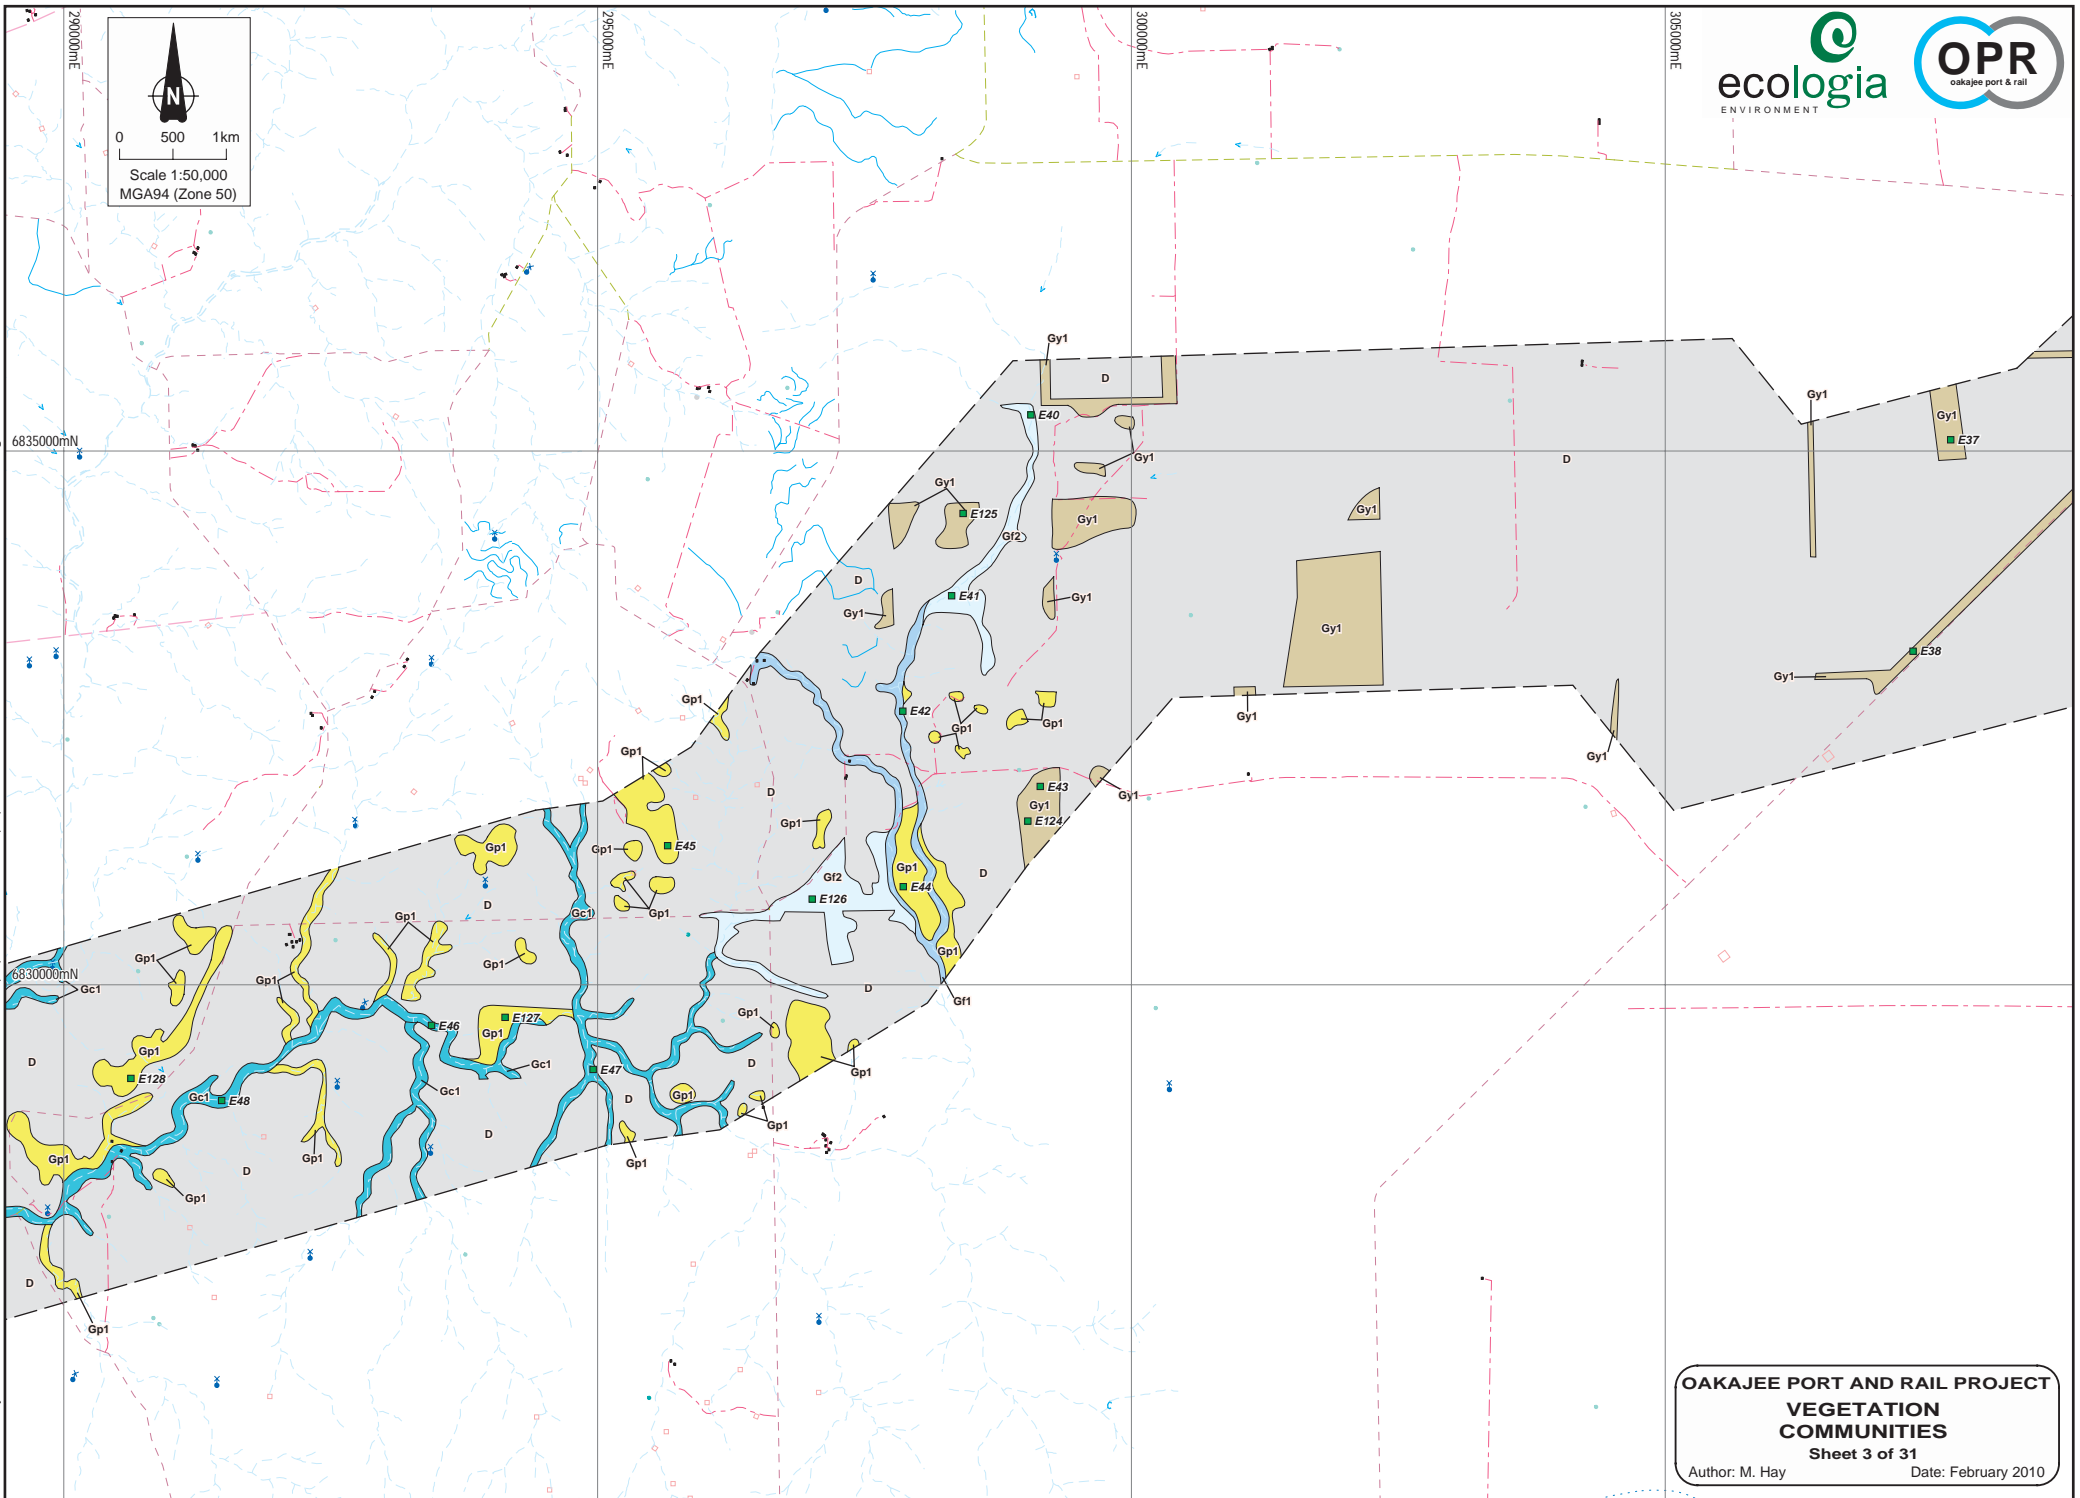 290000mE
295000mE
300000mE
305000mE
N
0 500 1km
Scale 1:50,000
MGA94 (Zone 50)
ecologia
ENVIRONMENT
OPR
oakajee port & rail
Gy1
D
E40
Gy1
Gy1
E37
6835000mN
Gy1
D
Gy1
E125
Gy1
Gy1
Gf2
D
E41
Gy1
Gy1
Gy1
E38
Gy1
Gp1
E42
Gy1
Gp1
Gp1
Gp1
Gy1
D
E43
Gy1
Gy1
Gp1
E124
E45
Gp1
Gp1
Gp1
D
Gf2
E44
E126
D
Gc1
Gp1
Gp1
Gp1
Gp1
Gp1
6830000mN
Gp1
Gc1
D
Gf1
Gp1
E127
E46
Gp1
Gp1
D
Gc1
D
Gp1
E47
E128
Gc1
Gp1
Gc1
E48
D
Gp1
D
Gp1
Gp1
Gp1
D
Gp1
Gp1
D
Gp1
OAKAJEE PORT AND RAIL PROJECT
VEGETATION
COMMUNITIES
Sheet 3 of 31
Author: M. Hay Date: February 2010